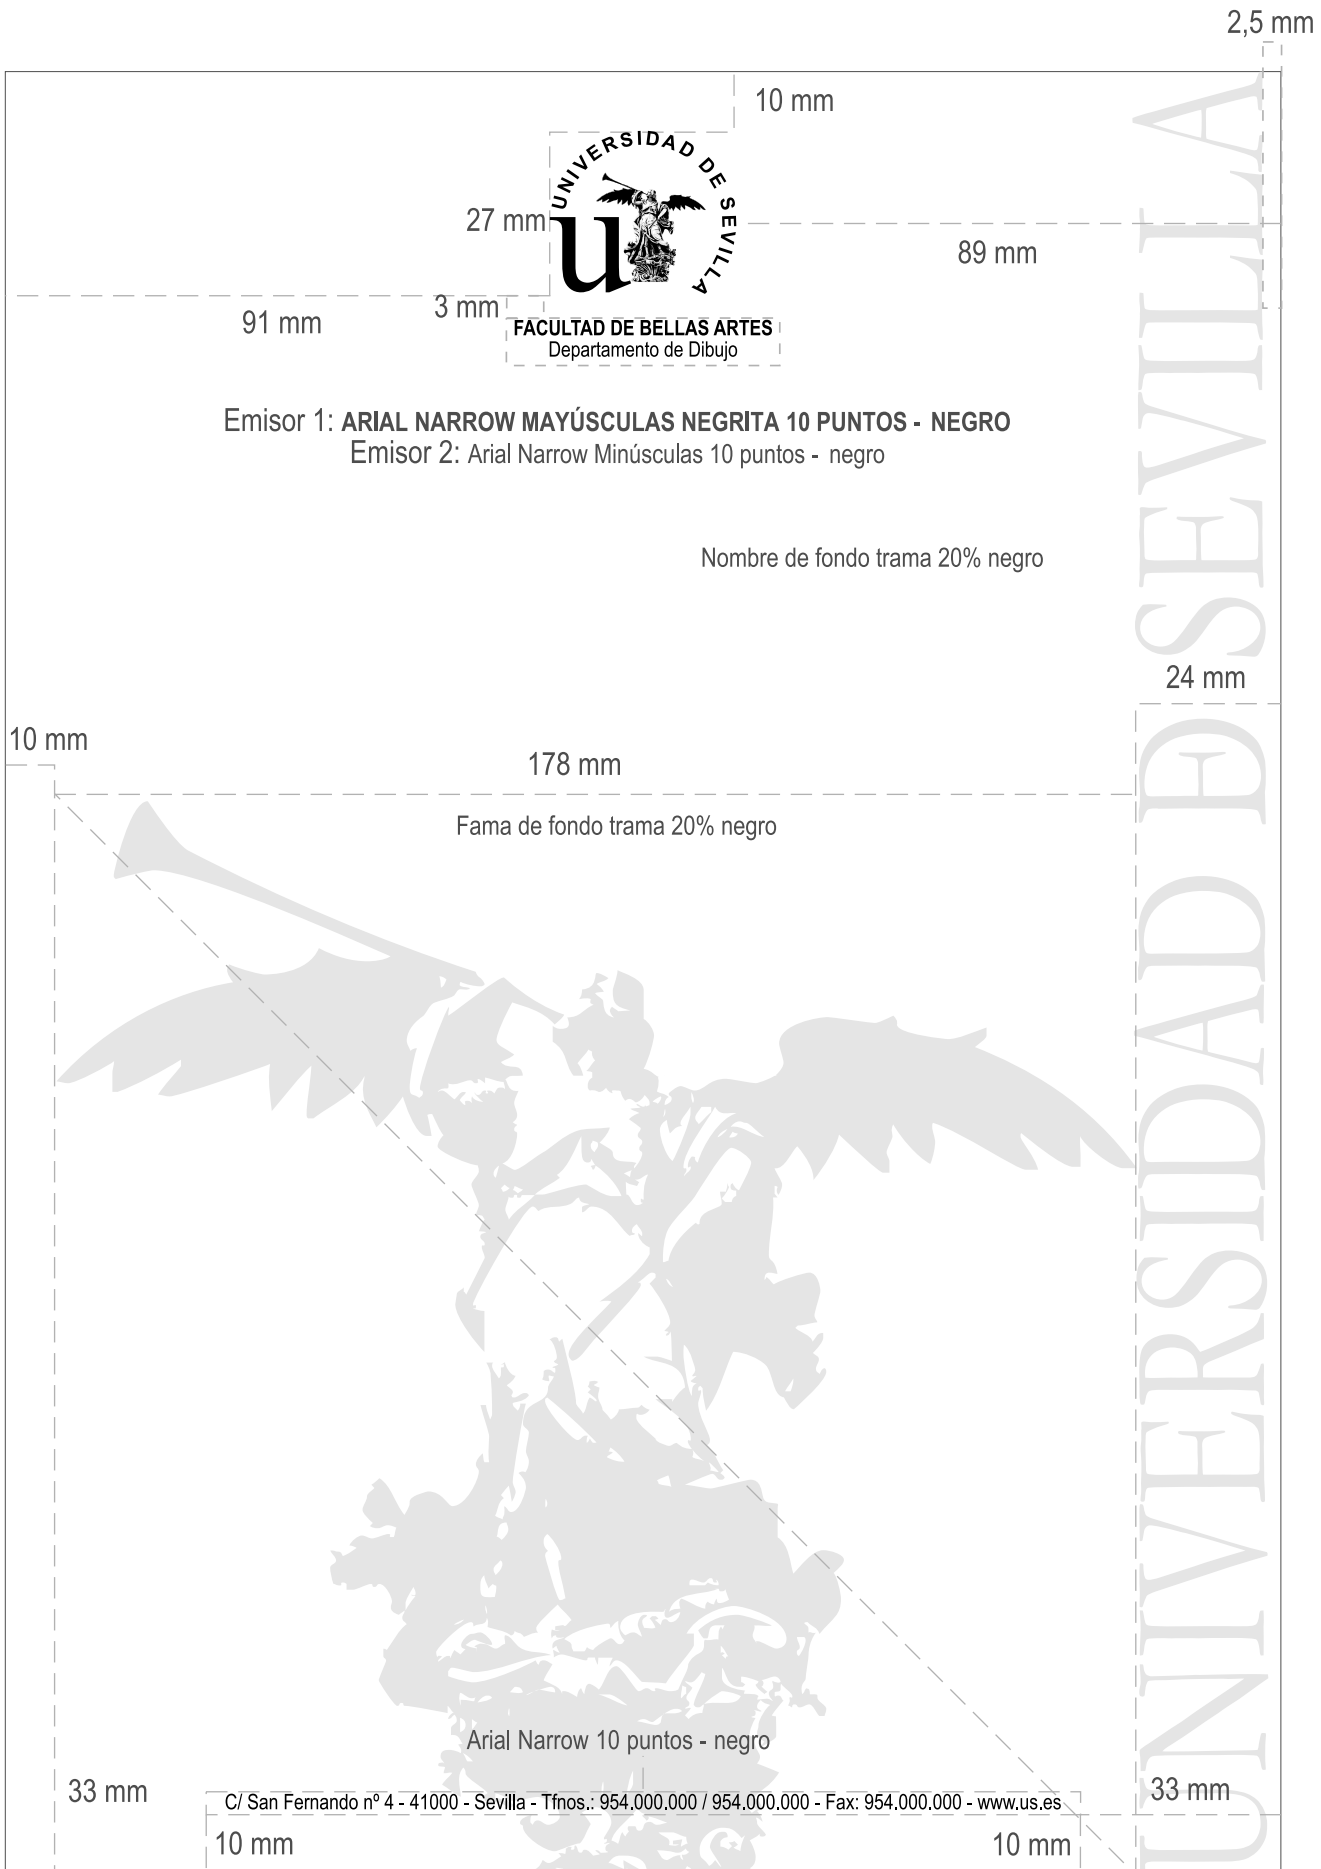 2,5 mm
10 mm
UNIVERSIDAD DE SEVILLA
u
27 mm
89 mm
3 mm
91 mm
FACULTAD DE BELLAS ARTES
Departamento de Dibujo
Emisor 1: ARIAL NARROW MAYÚSCULAS NEGRITA 10 PUNTOS - NEGRO
Emisor 2: Arial Narrow Minúsculas 10 puntos - negro
Nombre de fondo trama 20% negro
24 mm
10 mm
178 mm
Fama de fondo trama 20% negro
UNIVERSIDAD D SEVILLA
Arial Narrow 10 puntos - negro
33 mm
33 mm
C/ San Fernando nº 4 - 41000 - Sevilla - Tfnos.: 954.000.000 / 954.000.000 - Fax: 954.000.000 - www.us.es
10 mm
10 mm